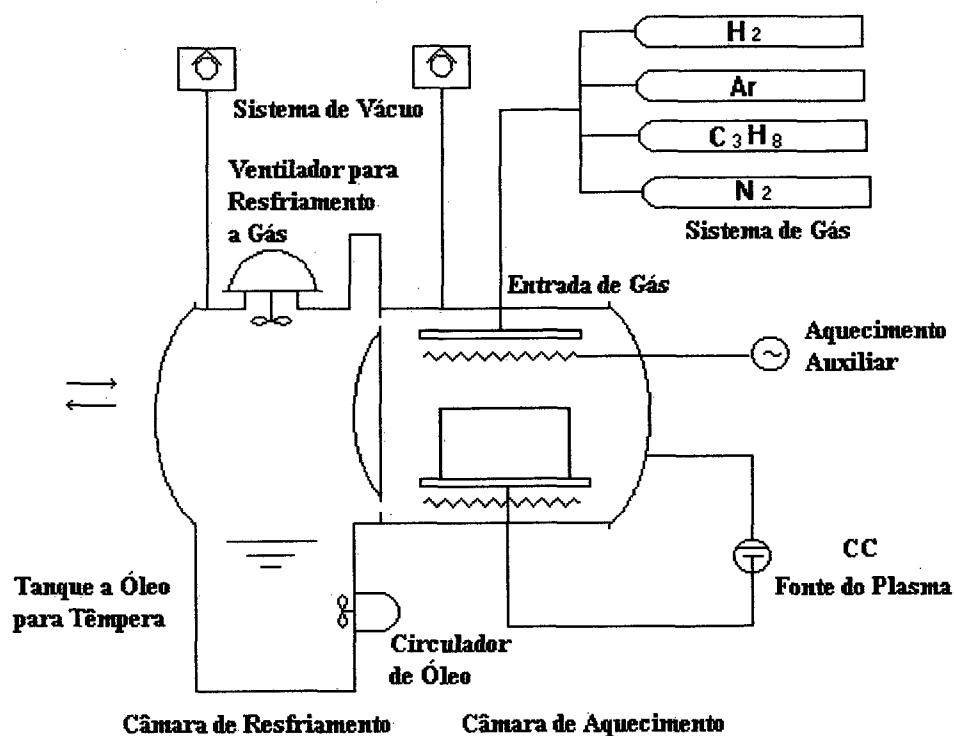 H2
Ar
C3H8
N2
Sistema de Gás
Sistema de Vácuo
Ventilador para
Resfriamento
a Gás
Entrada de Gás
Aquecimento
Auxiliar
~
CC
Fonte do Plasma
Tanque a Óleo
para Têmpera
Circulador
de Óleo
Câmara de Resfriamento
Câmara de Aquecimento